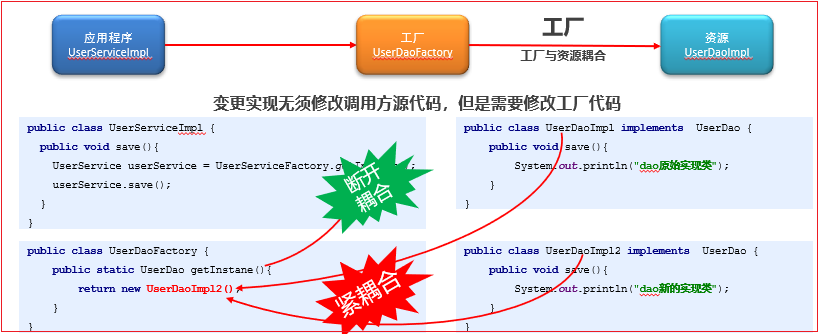 应用程序
UserServiceImpl
工厂
UserDaoFactory
工厂
工厂与资源耦合
资源
UserDaoImpl
变更实现无须修改调用方源代码，但是需要修改工厂代码
public class UserServiceImpl {
public void save(){
UserService userService = UserServiceFactory.ge
userService.save();
}
}
断开
耦合
public class UserDaoImpl implements UserDao {
public void save(){
System.out.println("dao原始实现类");
}
}
public class UserDaoFactory {
public static UserDao getInstane(){
return new UserDaoImpl2();
}
}
紧耦合
public class UserDaoImpl2 implements UserDao {
public void save(){
System.out.println("dao新的实现类");
}
}